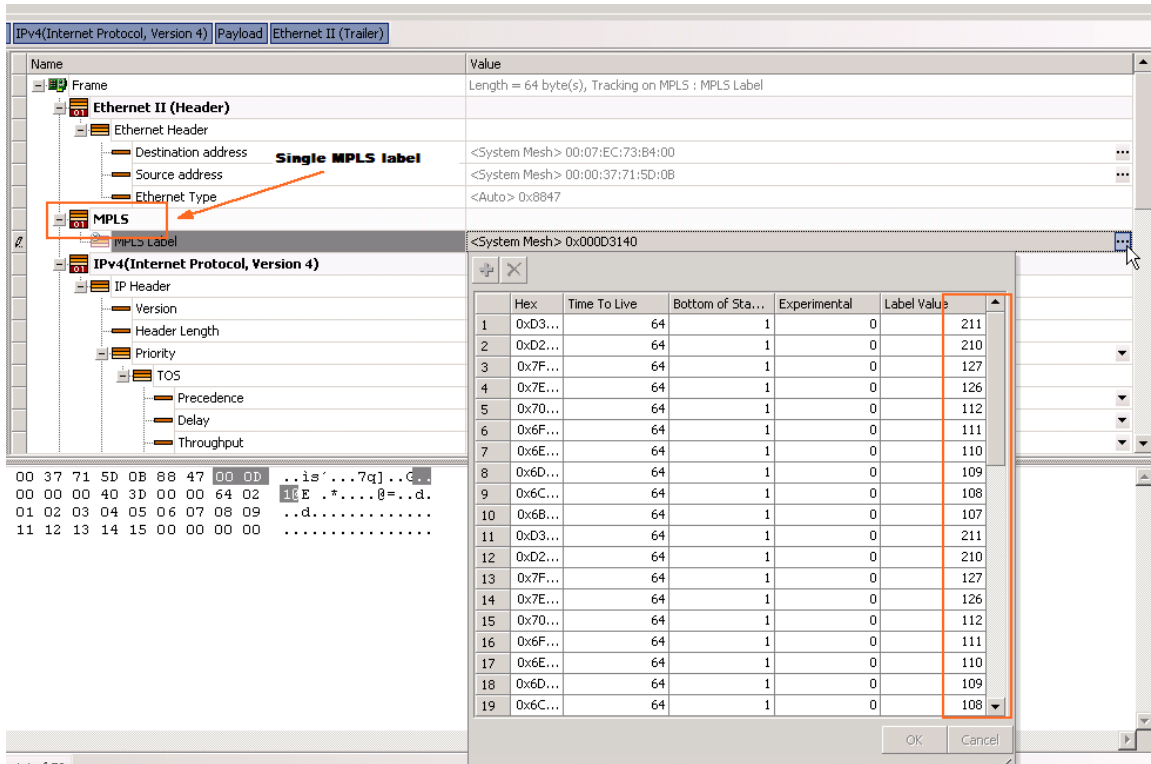 IPv4(Internet Protocol, Version 4) Payload Ethernet II (Trailer)
Name Value
Frame Length = 64 byte(s), Tracking on MPLS : MPLS Label
01 Ethernet II (Header)
Ethernet Header
Destination address <System Mesh> 00:07:EC:73:B4:00 ...
Single MPLS label
Source address <System Mesh> 00:00:37:71:5D:0B ...
Ethernet Type <Auto> 0x8847
01 MPLS
MPLS Label <System Mesh> 0x000D3140 ...
01 IPv4(Internet Protocol, Version 4)
IP Header
Version
Header Length
Priority
TOS
Precedence
Delay
Throughput
Hex Time To Live Bottom of Sta... Experimental Label Value
1 0xD3... 64 1 0 211
2 0xD2... 64 1 0 210
3 0x7F... 64 1 0 127
4 0x7E... 64 1 0 126
5 0x70... 64 1 0 112
6 0x6F... 64 1 0 111
7 0x6E... 64 1 0 110
8 0x6D... 64 1 0 109
9 0x6C... 64 1 0 108
10 0x6B... 64 1 0 107
11 0xD3... 64 1 0 211
12 0xD2... 64 1 0 210
13 0x7F... 64 1 0 127
14 0x7E... 64 1 0 126
15 0x70... 64 1 0 112
16 0x6F... 64 1 0 111
17 0x6E... 64 1 0 110
18 0x6D... 64 1 0 109
19 0x6C... 64 1 0 108
OK Cancel
00 37 71 5D 0B 88 47 00 0D ..ìs´...7q]..G..
00 00 00 40 3D 00 00 64 02 1@E .*....@=..d.
01 02 03 04 05 06 07 08 09 ..d.............
11 12 13 14 15 00 00 00 00 ................